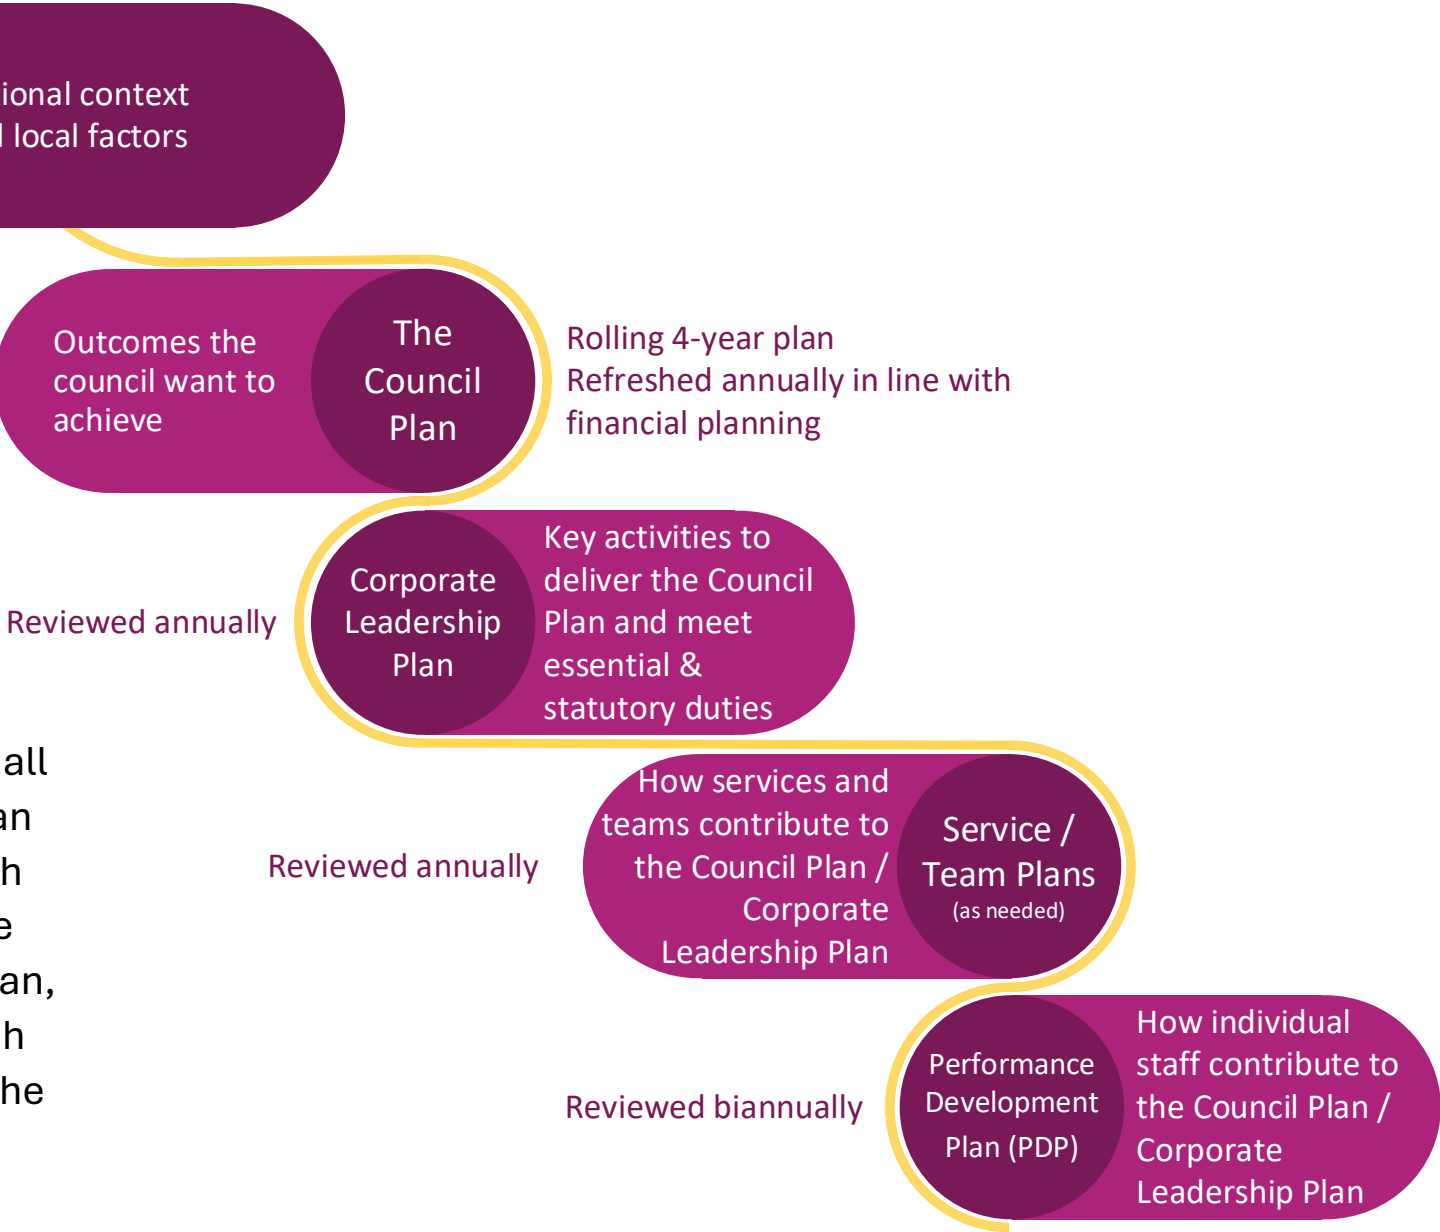 ional context
l local factors
Outcomes the
council want to
achieve
The
Council
Plan
Rolling 4-year plan
Refreshed annually in line with
financial planning
Reviewed annually
Corporate
Leadership
Plan
Key activities to
deliver the Council
Plan and meet
essential &
statutory duties
all
an
h
e
an,
h
he
Reviewed annually
How services and
teams contribute to
the Council Plan /
Corporate
Leadership Plan
Service /
Team Plans
(as needed)
Reviewed biannually
Performance
Development
Plan (PDP)
How individual
staff contribute to
the Council Plan /
Corporate
Leadership Plan